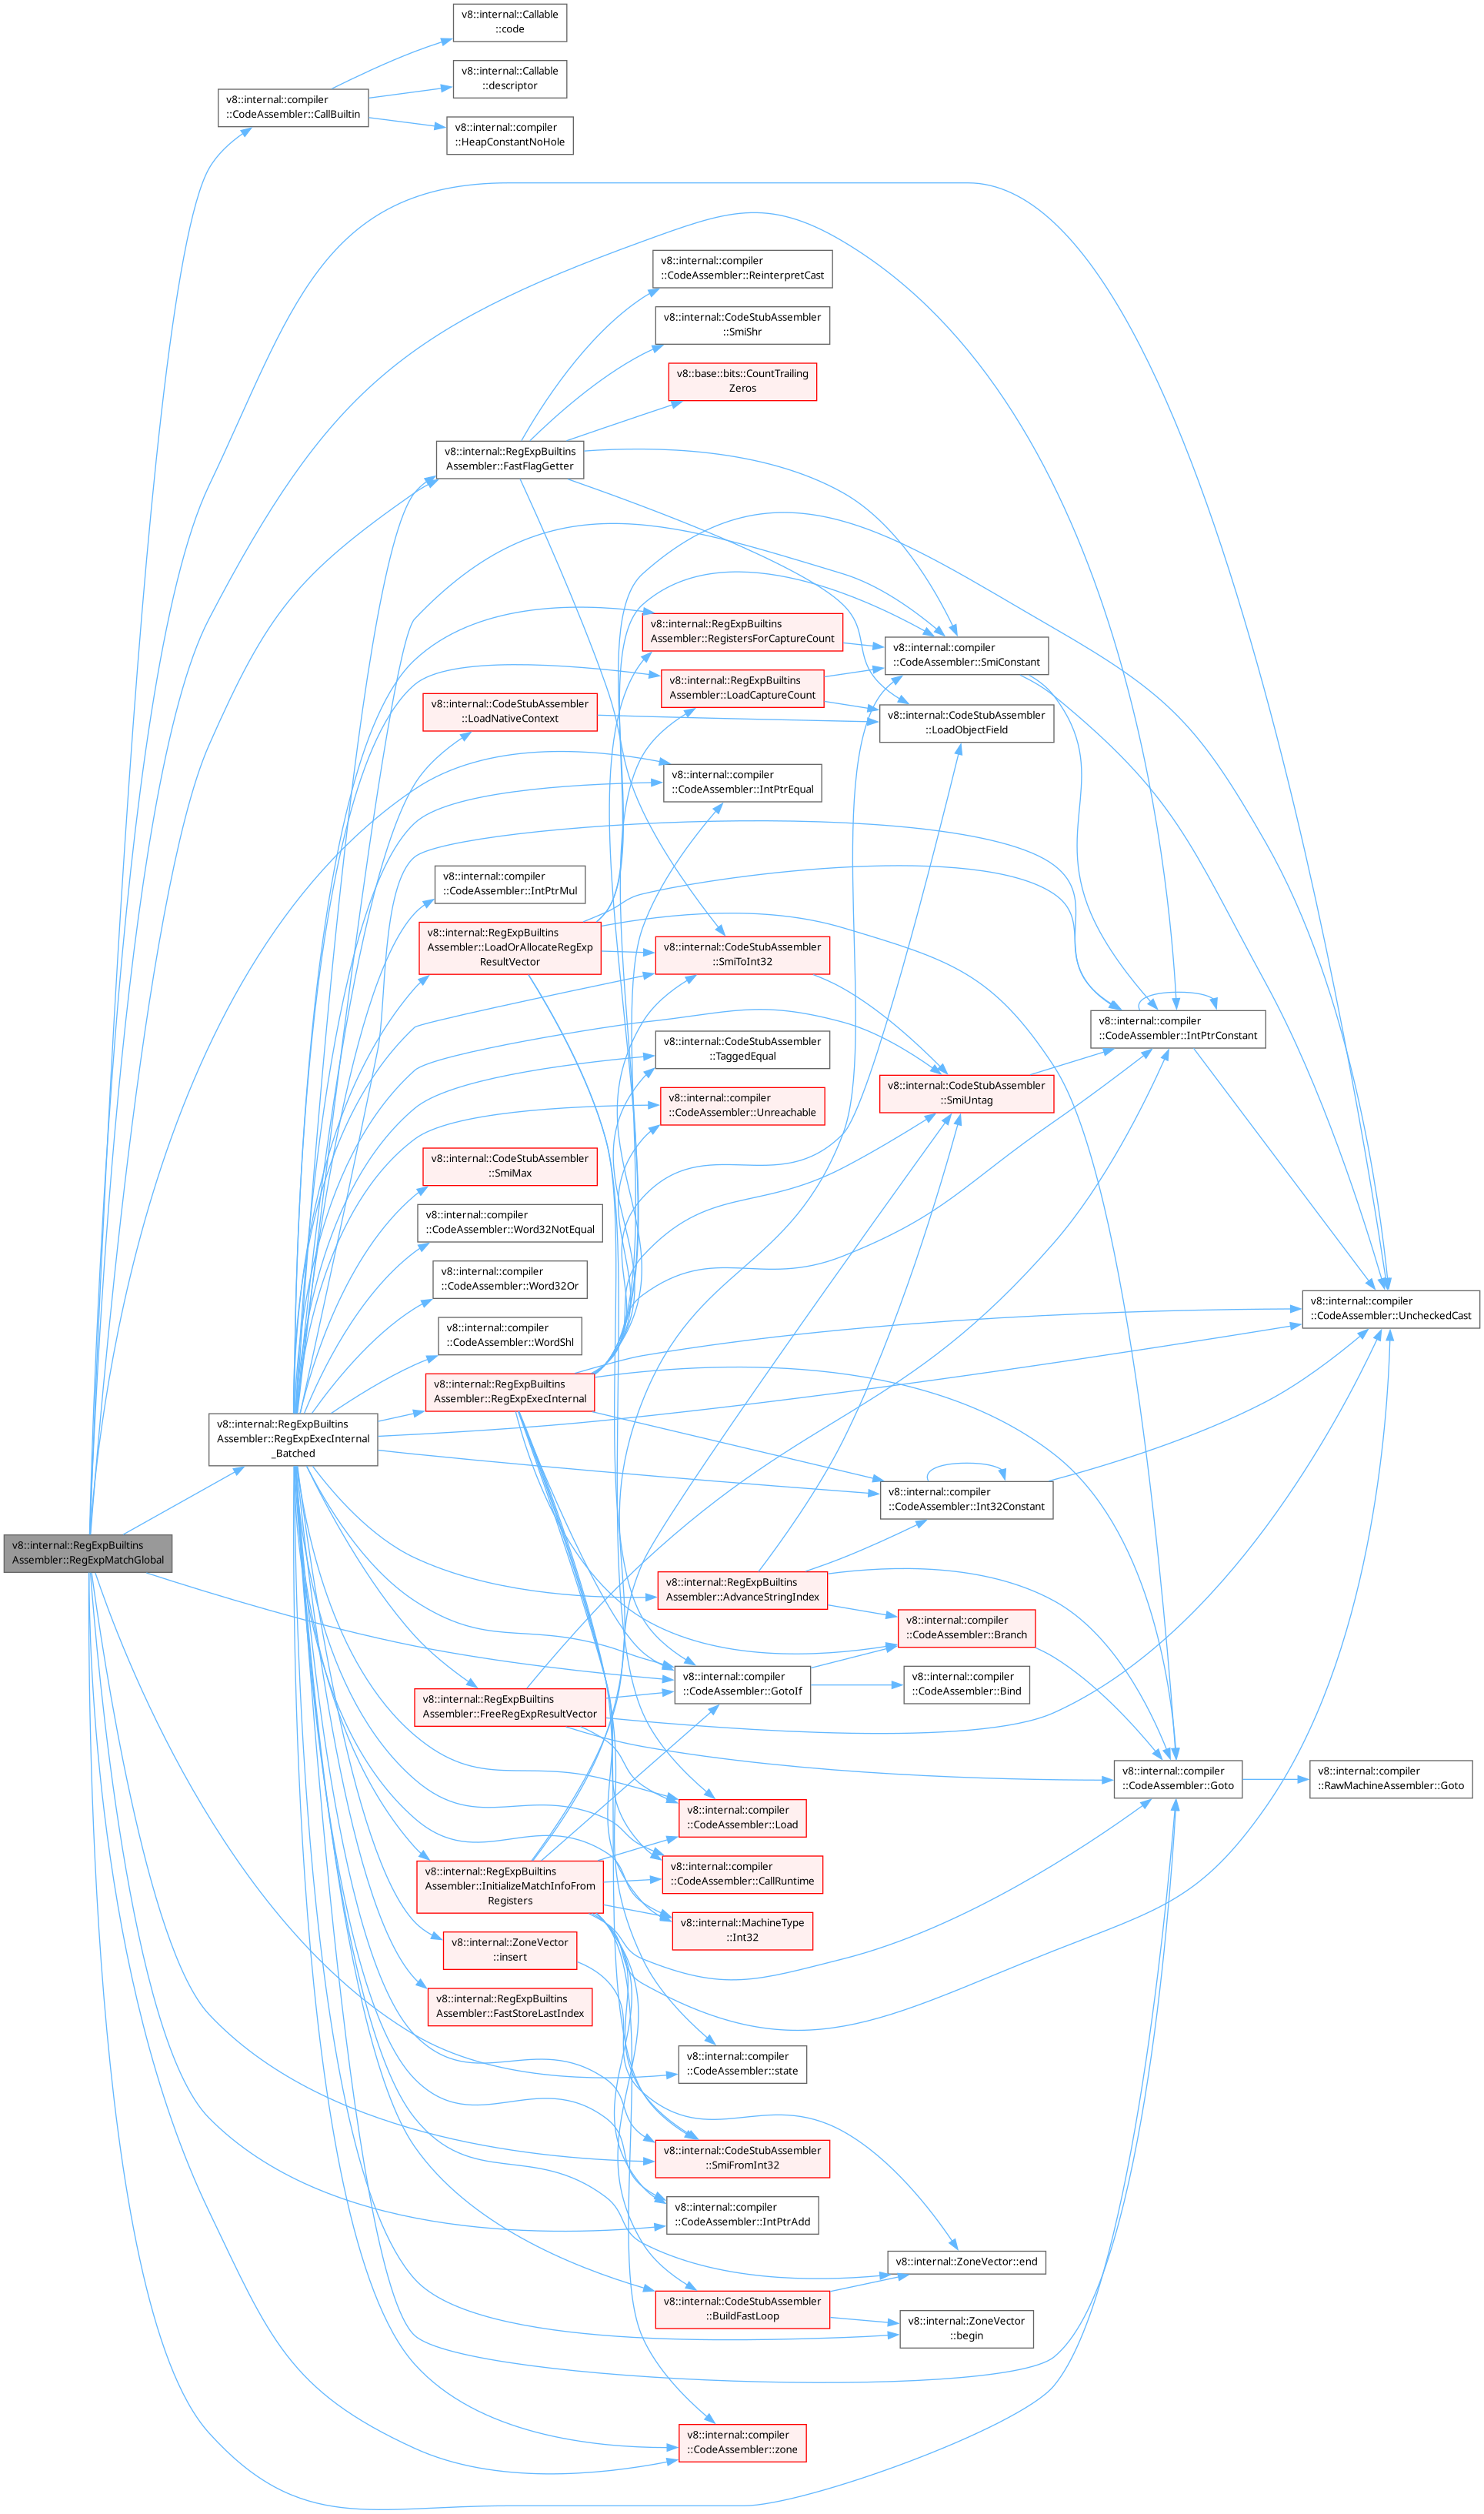 v8::internal::Callable
::code
v8::internal::Callable
::descriptor
v8::internal::compiler
::CodeAssembler::CallBuiltin
v8::internal::compiler
::HeapConstantNoHole
v8::internal::compiler
::CodeAssembler::ReinterpretCast
v8::internal::CodeStubAssembler
::SmiShr
v8::base::bits::CountTrailing
Zeros
v8::internal::RegExpBuiltins
Assembler::FastFlagGetter
v8::internal::RegExpBuiltins
Assembler::RegistersForCaptureCount
v8::internal::compiler
::CodeAssembler::SmiConstant
v8::internal::RegExpBuiltins
Assembler::LoadCaptureCount
v8::internal::CodeStubAssembler
::LoadNativeContext
v8::internal::CodeStubAssembler
::LoadObjectField
v8::internal::compiler
::CodeAssembler::IntPtrEqual
v8::internal::compiler
::CodeAssembler::IntPtrMul
v8::internal::RegExpBuiltins
Assembler::LoadOrAllocateRegExp
ResultVector
v8::internal::CodeStubAssembler
::SmiToInt32
v8::internal::compiler
::CodeAssembler::IntPtrConstant
v8::internal::CodeStubAssembler
::TaggedEqual
v8::internal::CodeStubAssembler
::SmiUntag
v8::internal::compiler
::CodeAssembler::Unreachable
v8::internal::CodeStubAssembler
::SmiMax
v8::internal::compiler
::CodeAssembler::Word32NotEqual
v8::internal::compiler
::CodeAssembler::Word32Or
v8::internal::compiler
::CodeAssembler::UncheckedCast
v8::internal::compiler
::CodeAssembler::WordShl
v8::internal::RegExpBuiltins
Assembler::RegExpExecInternal
v8::internal::RegExpBuiltins
Assembler::RegExpExecInternal
_Batched
v8::internal::compiler
::CodeAssembler::Int32Constant
v8::internal::RegExpBuiltins
Assembler::RegExpMatchGlobal
v8::internal::RegExpBuiltins
Assembler::AdvanceStringIndex
v8::internal::compiler
::CodeAssembler::Branch
v8::internal::compiler
::CodeAssembler::GotoIf
v8::internal::compiler
::CodeAssembler::Bind
v8::internal::RegExpBuiltins
Assembler::FreeRegExpResultVector
v8::internal::compiler
::CodeAssembler::Goto
v8::internal::compiler
::RawMachineAssembler::Goto
v8::internal::compiler
::CodeAssembler::Load
v8::internal::RegExpBuiltins
Assembler::InitializeMatchInfoFrom
Registers
v8::internal::compiler
::CodeAssembler::CallRuntime
v8::internal::MachineType
::Int32
v8::internal::ZoneVector
::insert
v8::internal::RegExpBuiltins
Assembler::FastStoreLastIndex
v8::internal::compiler
::CodeAssembler::state
v8::internal::CodeStubAssembler
::SmiFromInt32
v8::internal::compiler
::CodeAssembler::IntPtrAdd
v8::internal::ZoneVector::end
v8::internal::CodeStubAssembler
::BuildFastLoop
v8::internal::ZoneVector
::begin
v8::internal::compiler
::CodeAssembler::zone